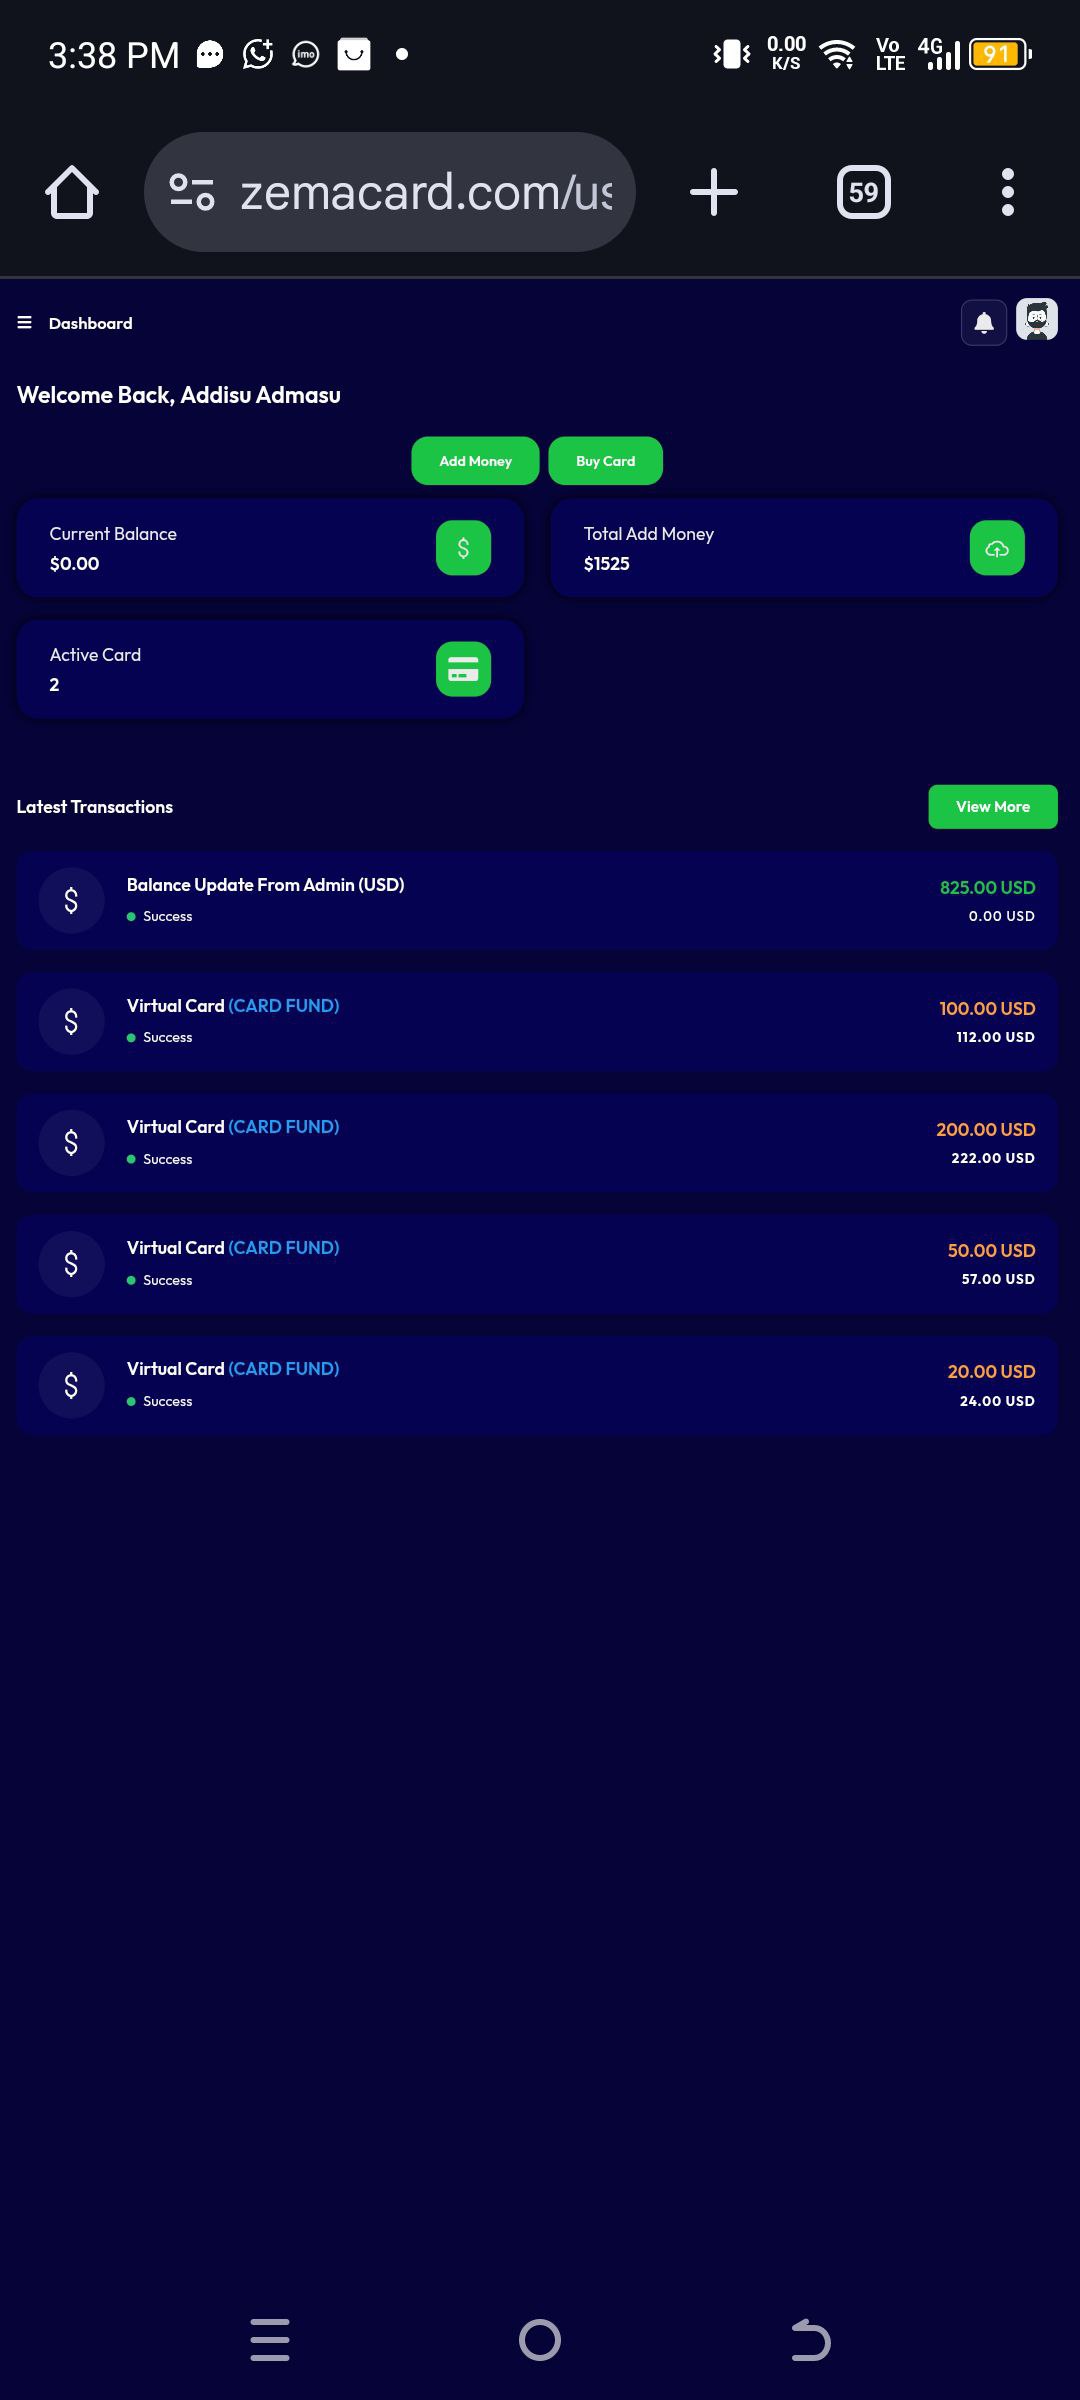 3:38 PM
imo
0.00
K/S
Vo
LTE
4G
91
zemacard.com/us
59
Dashboard
Welcome Back, Addisu Admasu
Add Money
Buy Card
Current Balance
$0.00
Total Add Money
$1525
Active Card
2
Latest Transactions
View More
Balance Update From Admin (USD)
825.00 USD
Success
0.00 USD
Virtual Card (CARD FUND)
100.00 USD
Success
112.00 USD
Virtual Card (CARD FUND)
200.00 USD
Success
222.00 USD
Virtual Card (CARD FUND)
50.00 USD
Success
57.00 USD
Virtual Card (CARD FUND)
20.00 USD
Success
24.00 USD